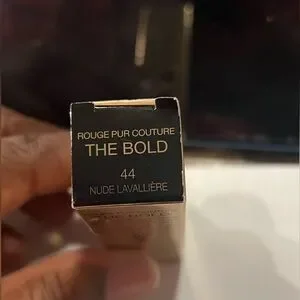 ROUGE PUR COUTURE
THE BOLD
44
NUDE LAVALLIÈRE